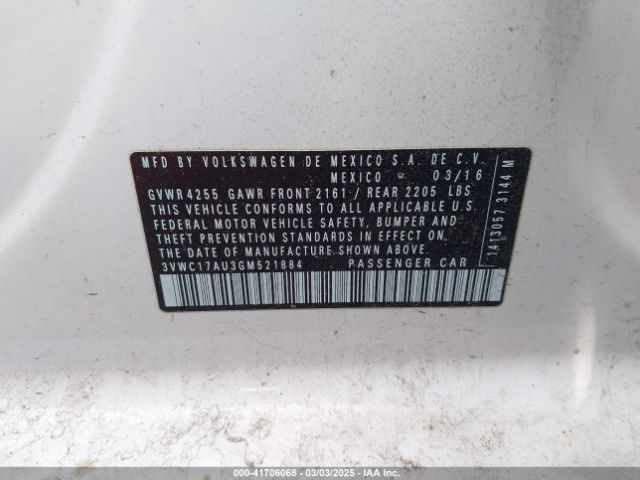 MFD BY VOLKSWAGEN DE MEXICO S.A. DE C.V.
MEXICO 03/16
GVWR 4255 GAWR FRONT 2161 / REAR 2205 LBS
THIS VEHICLE CONFORMS TO ALL APPLICABLE U.S.
FEDERAL MOTOR VEHICLE SAFETY, BUMPER AND
THEFT PREVENTION STANDARDS IN EFFECT ON
THE DATE OF MANUFACTURE SHOWN ABOVE.
3VWC17AU3GM521884 PASSENGER CAR
1413057 3144 M
000-41706068 | 03/03/2025 | IAA Inc.